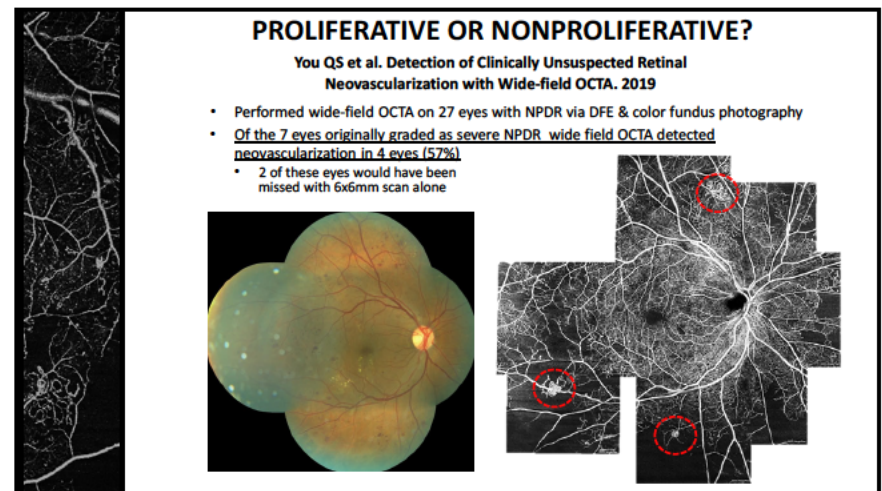 PROLIFERATIVE OR NONPROLIFERATIVE?
You QS et al. Detection of Clinically Unsuspected Retinal
Neovascularization with Wide-field OCTA. 2019
• Performed wide-field OCTA on 27 eyes with NPDR via DFE & color fundus photography
• Of the 7 eyes originally graded as severe NPDR wide field OCTA detected
neovascularization in 4 eyes (57%)
• 2 of these eyes would have been
missed with 6x6mm scan alone